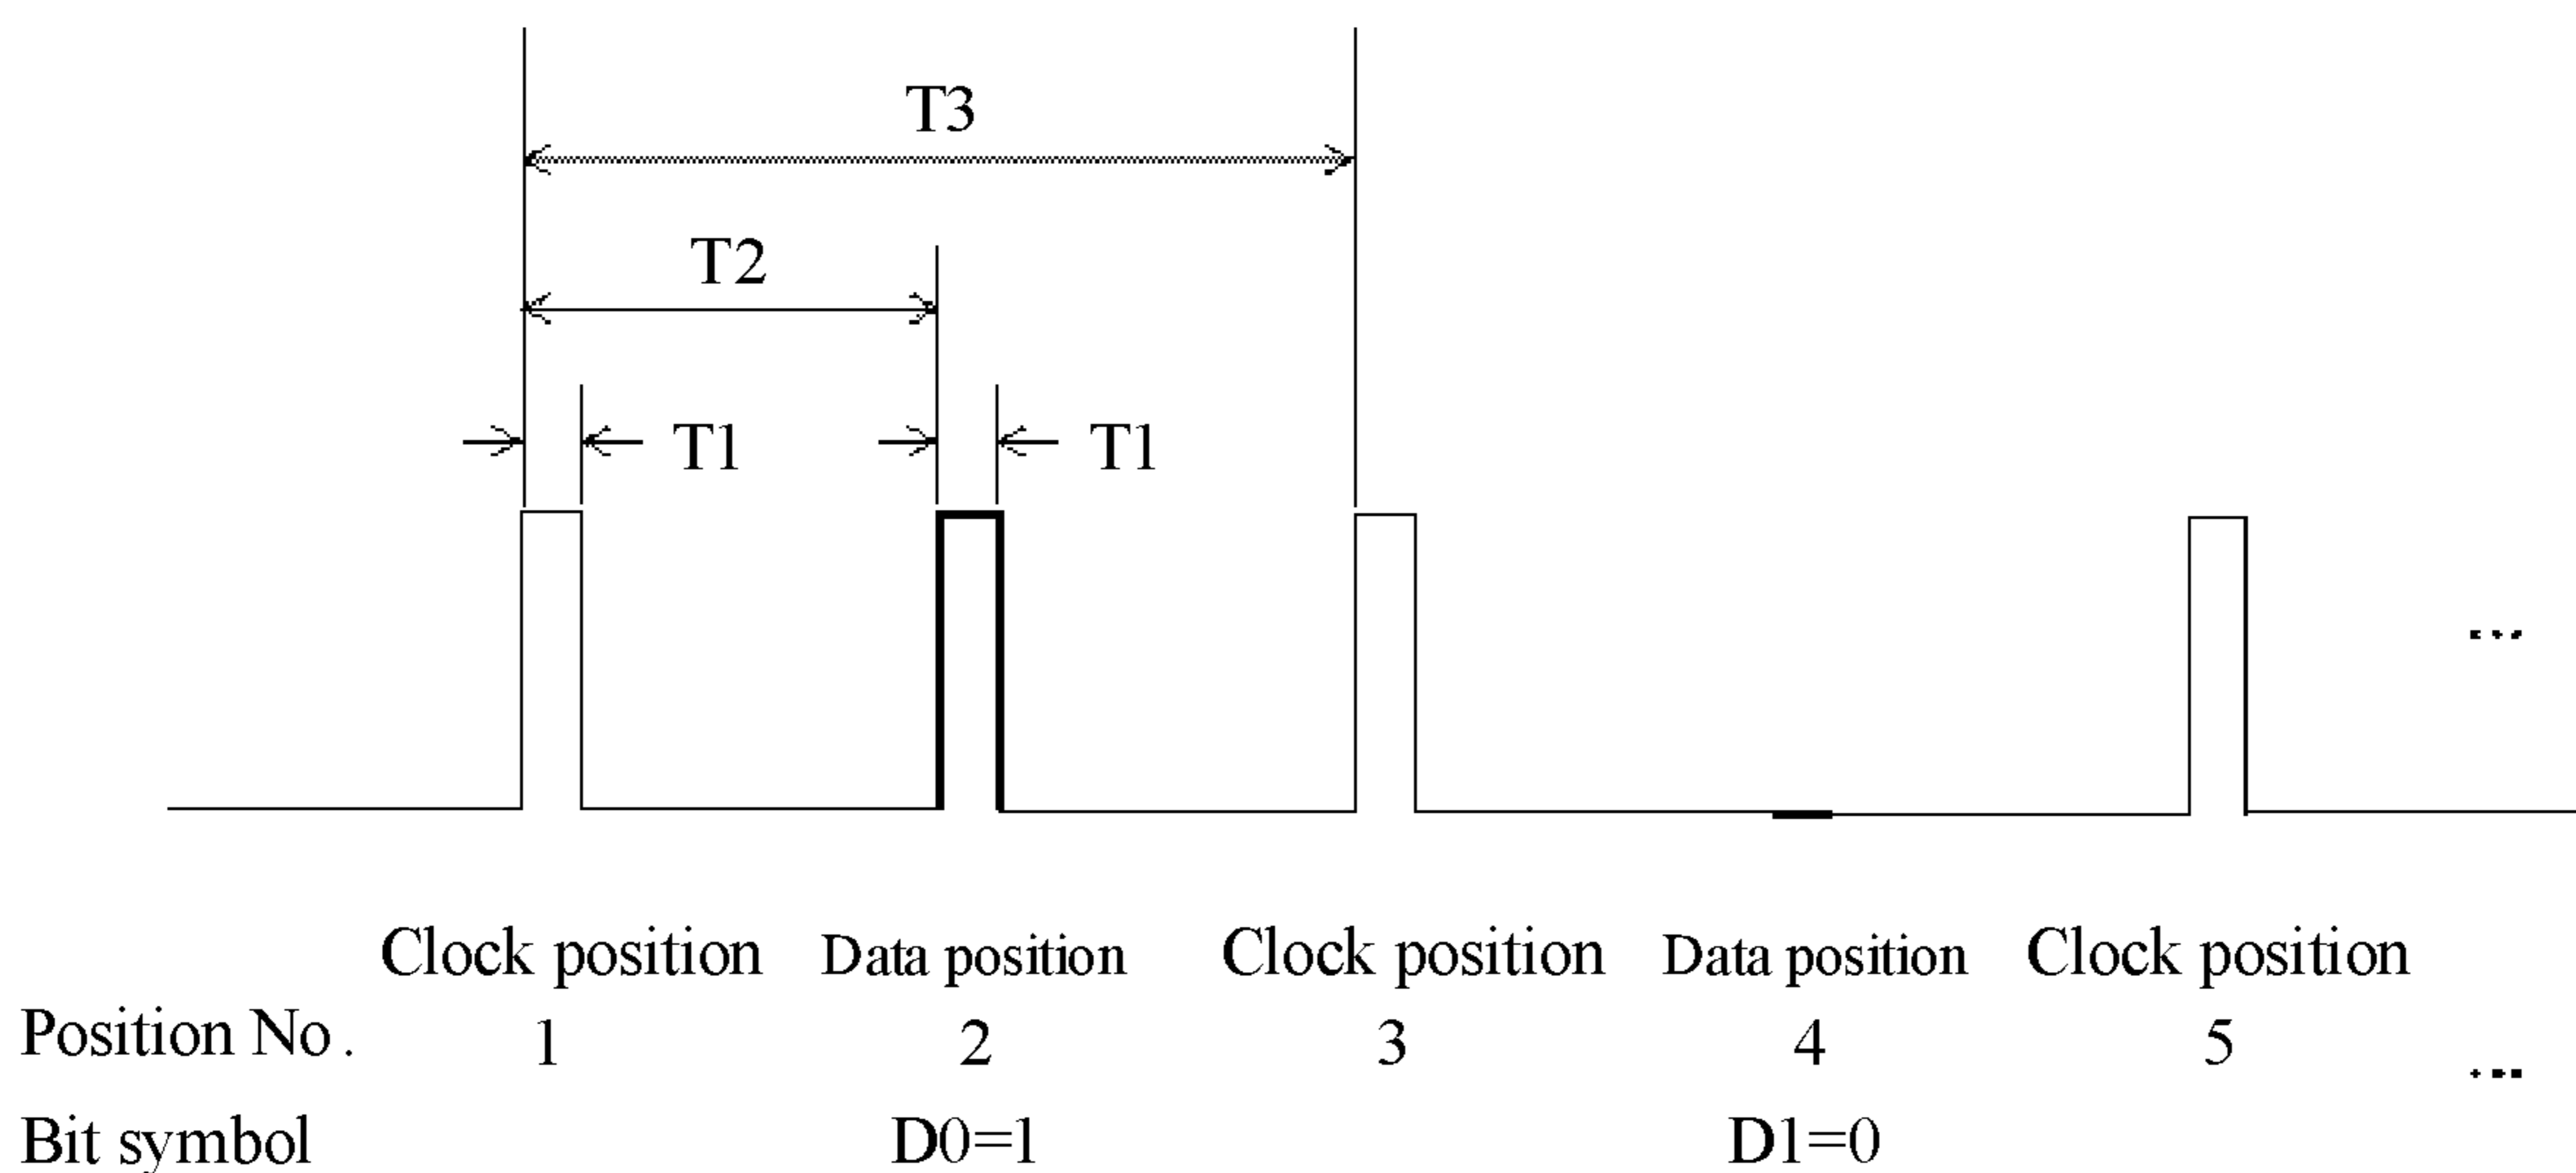 T3
T2
T1 T1
...
Clock position Data position Clock position Data position Clock position
Position No. 1 2 3 4 5 ...
Bit symbol D0=1 D1=0